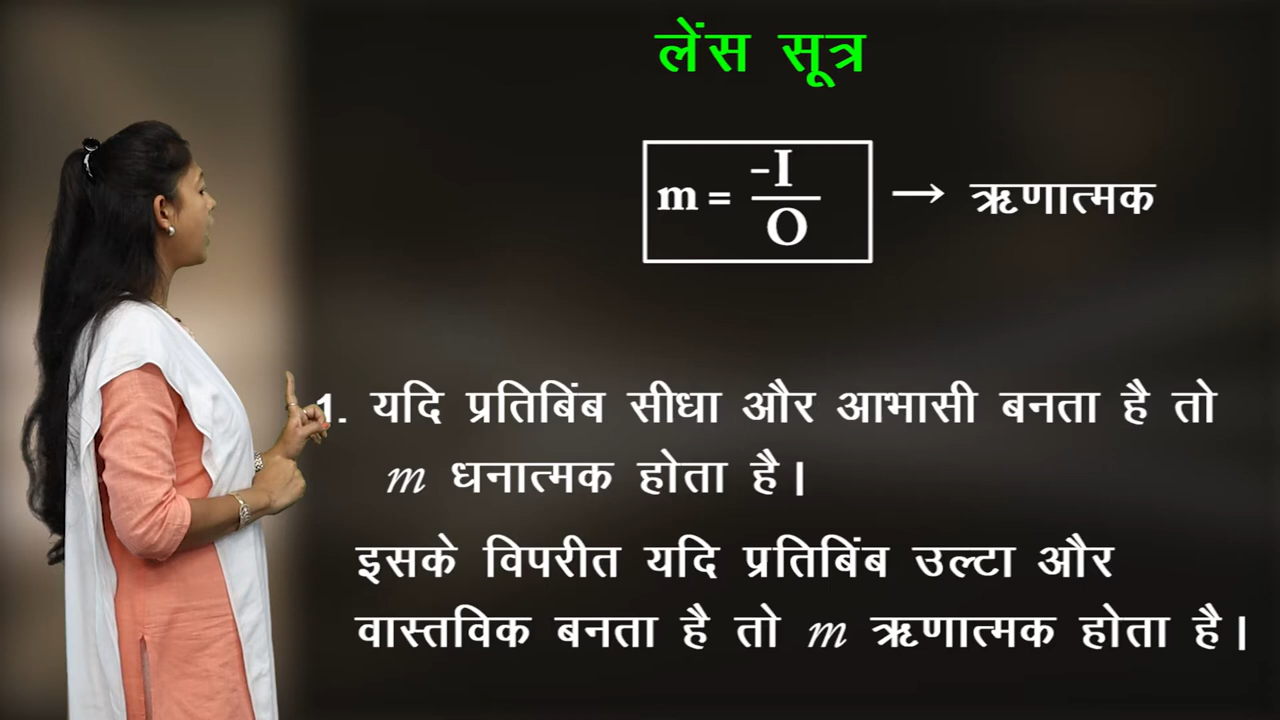 लेंस सूत्र
m = -I/O → ऋणात्मक
1. यदि प्रतिबिंब सीधा और आभासी बनता है तो
m धनात्मक होता है।
इसके विपरीत यदि प्रतिबिंब उल्टा और
वास्तविक बनता है तो m ऋणात्मक होता है।